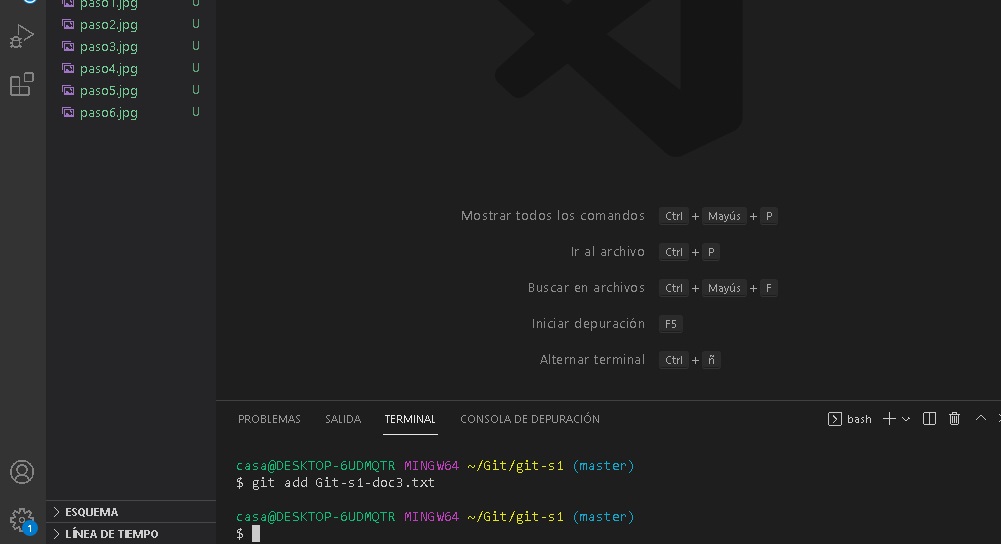 paso1.jpg U
paso2.jpg U
paso3.jpg U
paso4.jpg U
paso5.jpg U
paso6.jpg U
Mostrar todos los comandos Ctrl + Mayús + P
Ir al archivo Ctrl + P
Buscar en archivos Ctrl + Mayús + F
Iniciar depuración F5
Alternar terminal Ctrl + ñ
PROBLEMAS SALIDA TERMINAL CONSOLA DE DEPURACIÓN bash
casa@DESKTOP-6UDMQTR MINGW64 ~/Git/git-s1 (master)
$ git add Git-s1-doc3.txt
casa@DESKTOP-6UDMQTR MINGW64 ~/Git/git-s1 (master)
$
ESQUEMA
LÍNEA DE TIEMPO
1